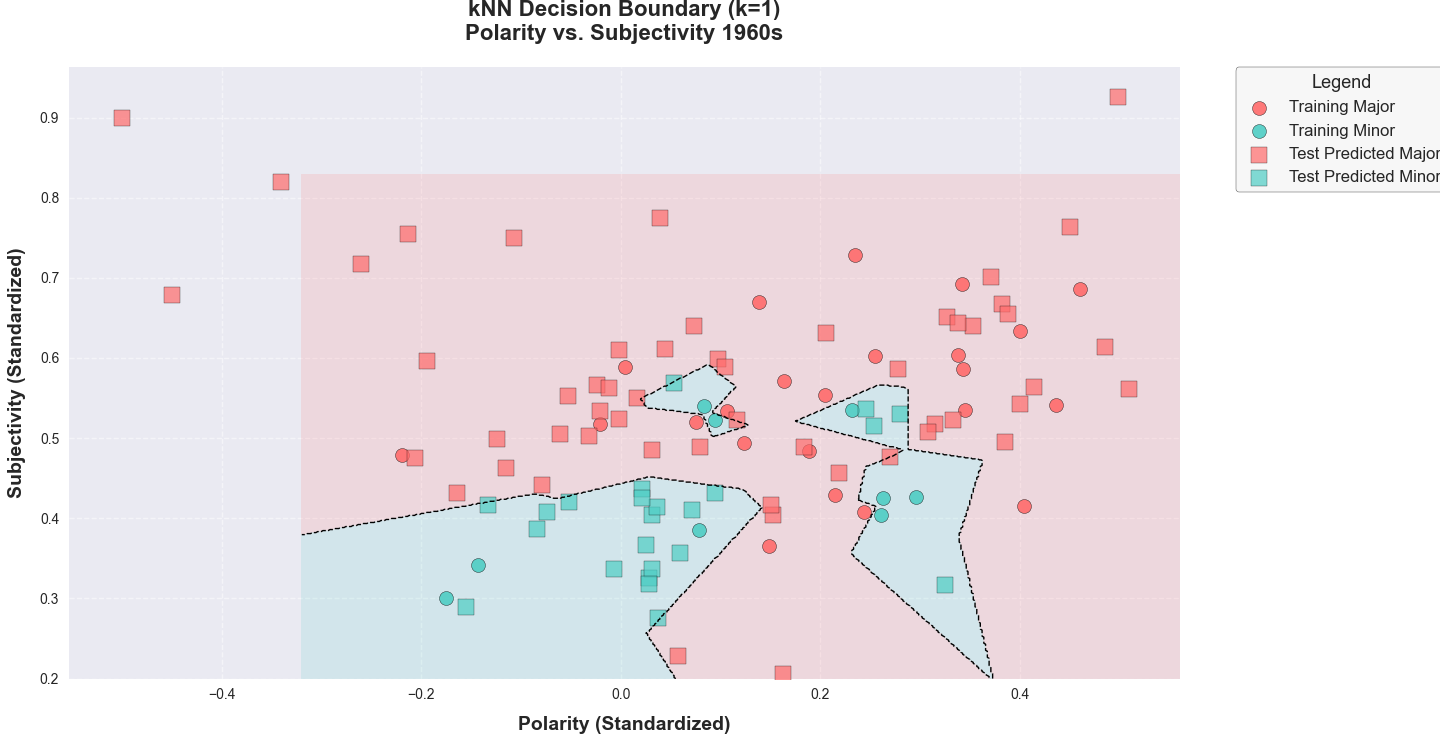 kNN Decision Boundary (k=1)
Polarity vs. Subjectivity 1960s
Legend
Training Major
Training Minor
Test Predicted Major
Test Predicted Minor
Subjectivity (Standardized)
0.9
0.8
0.7
0.6
0.5
0.4
0.3
0.2
−0.4
−0.2
0.0
0.2
0.4
Polarity (Standardized)